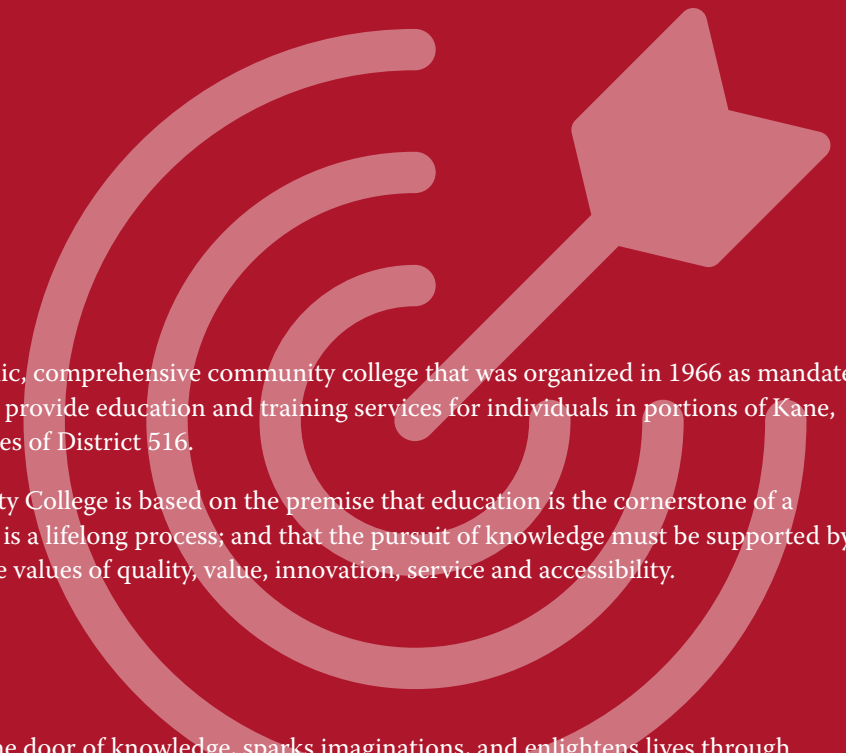 ic, comprehensive community college that was organized in 1966 as mandate
provide education and training services for individuals in portions of Kane,
es of District 516.
ty College is based on the premise that education is the cornerstone of a
is a lifelong process; and that the pursuit of knowledge must be supported by
e values of quality, value, innovation, service and accessibility.
e door of knowledge, sparks imaginations, and enlightens lives through